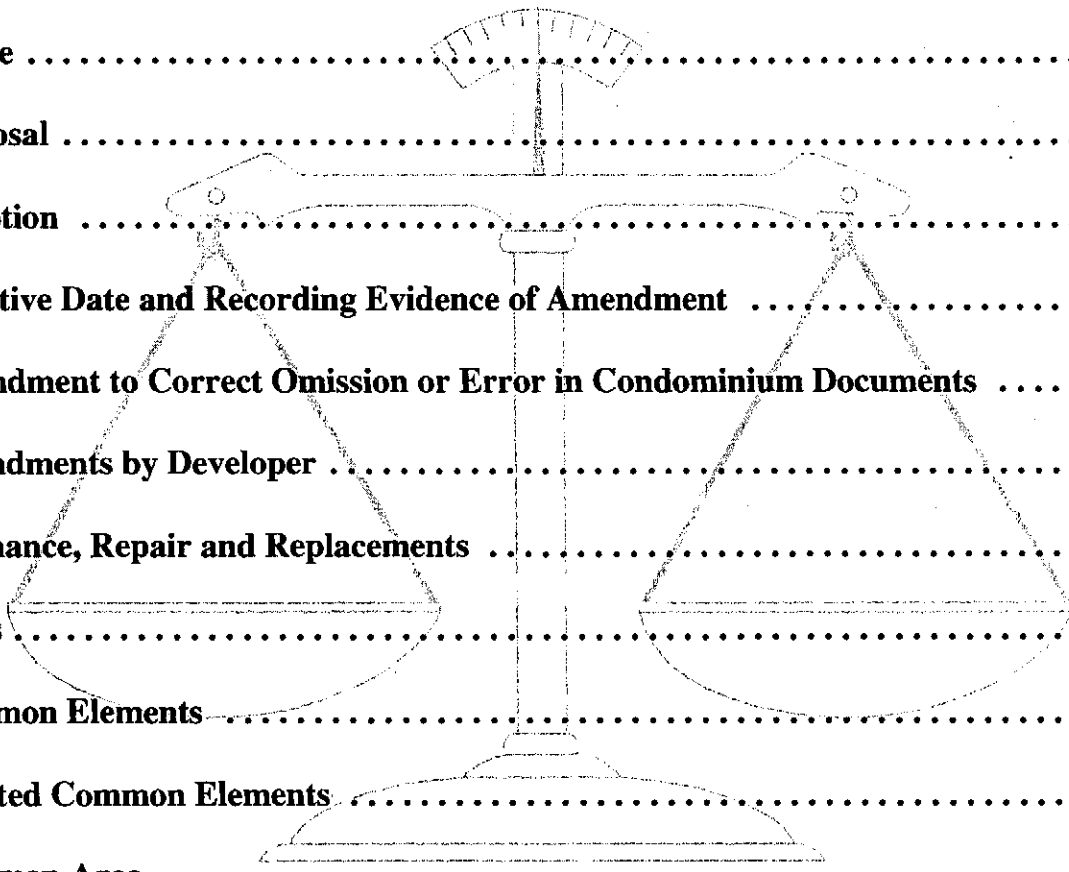 e ........................................................................
osal ........................................................................
tion ........................................................................
tive Date and Recording Evidence of Amendment ................
ndment to Correct Omission or Error in Condominium Documents ....
ndments by Developer ................................................
nance, Repair and Replacements ......................................
........................................................................
mon Elements ........................................................
ted Common Elements ................................................